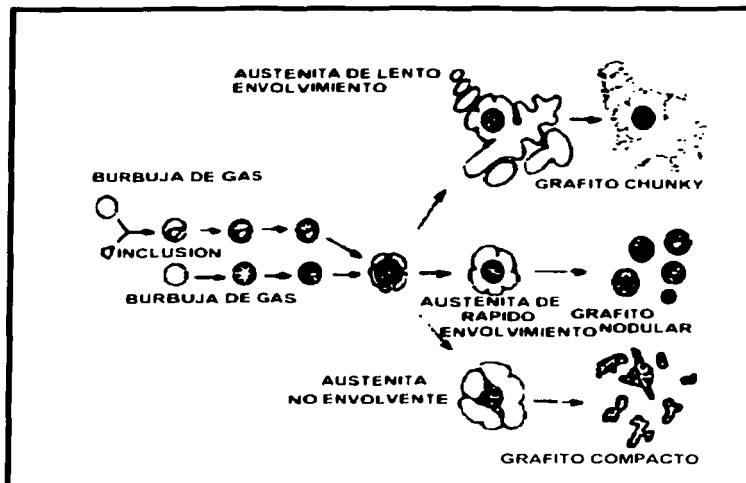 AUSTENITA DE LENTO
ENVOLVIMIENTO
GRAFITO CHUNKY
BURBUJA DE GAS
INCLUSION
BURBUJA DE GAS
AUSTENITA DE
RAPIDO
ENVOLVIMIENTO
GRAFITO
NODULAR
AUSTENITA
NO ENVOLVENTE
GRAFITO COMPACTO